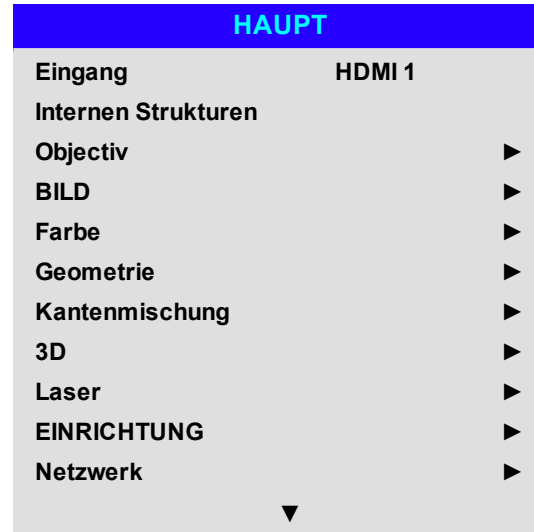 HAUPT
Eingang HDMI 1
Internen Strukturen
Objectiv ►
BILD ►
Farbe ►
Geometrie ►
Kantenmischung ►
3D ►
Laser ►
EINRICHTUNG ►
Netzwerk ►
▼